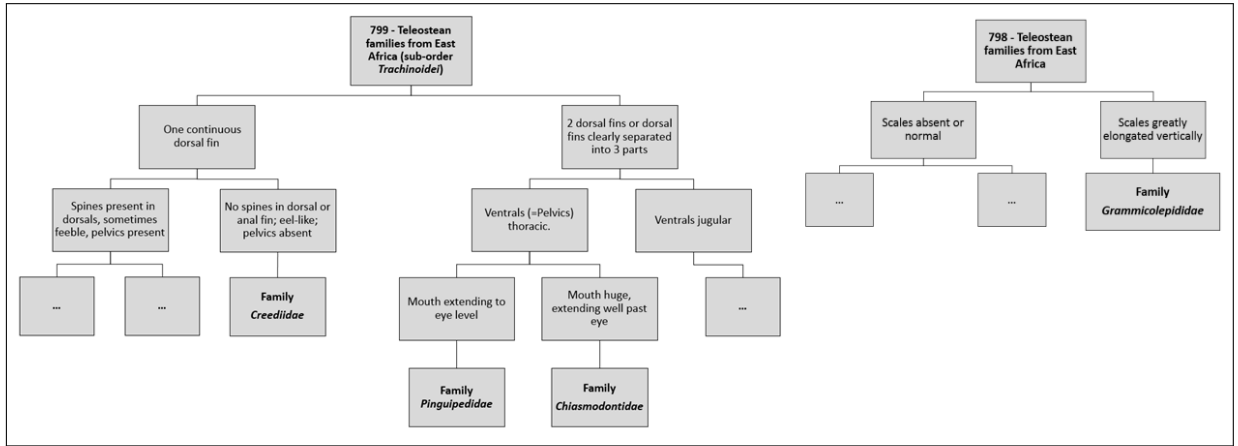 799 - Teleostean
families from East
Africa (sub-order
Trachinoidei)
One continuous
dorsal fin
2 dorsal fins or dorsal
fins clearly separated
into 3 parts
Spines present in
dorsals, sometimes
feeble, pelvics present
No spines in dorsal or
anal fin; eel-like;
pelvics absent
Ventrals (=Pelvics)
thoracic.
Ventrals jugular
...
...
Family
Creediidae
Mouth extending to
eye level
Mouth huge,
extending well past
eye
...
Family
Pinguipedidae
Family
Chiasmodontidae
798 - Teleostean
families from East
Africa
Scales absent or
normal
Scales greatly
elongated vertically
...
...
Family
Grammicolepididae